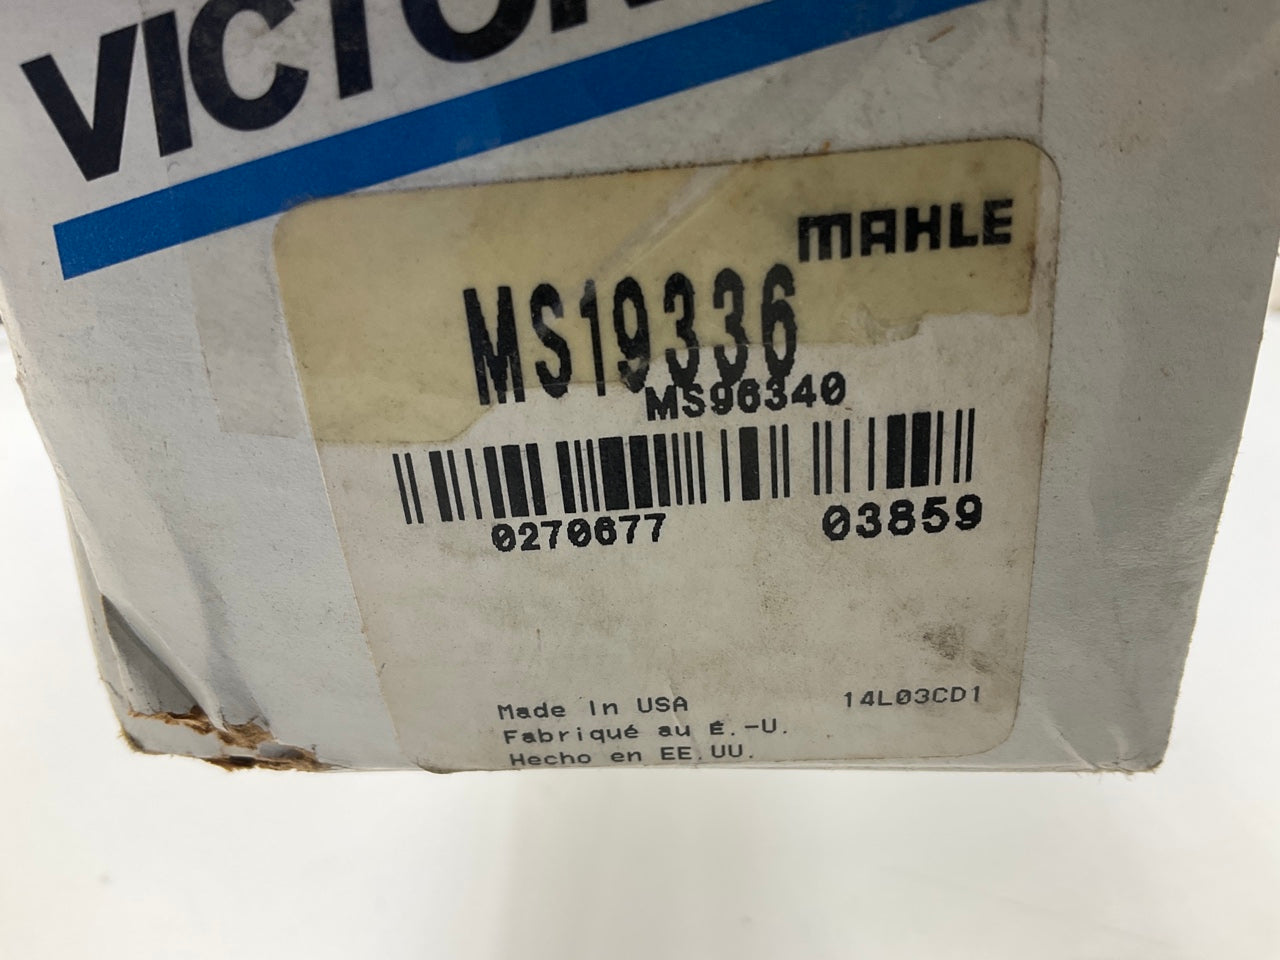 VICTOR
MAHLE
MS19336
MS96340
0270677 03859
Made In USA 14L03CD1
Fabriqué au É.-U.
Hecho en EE.UU.